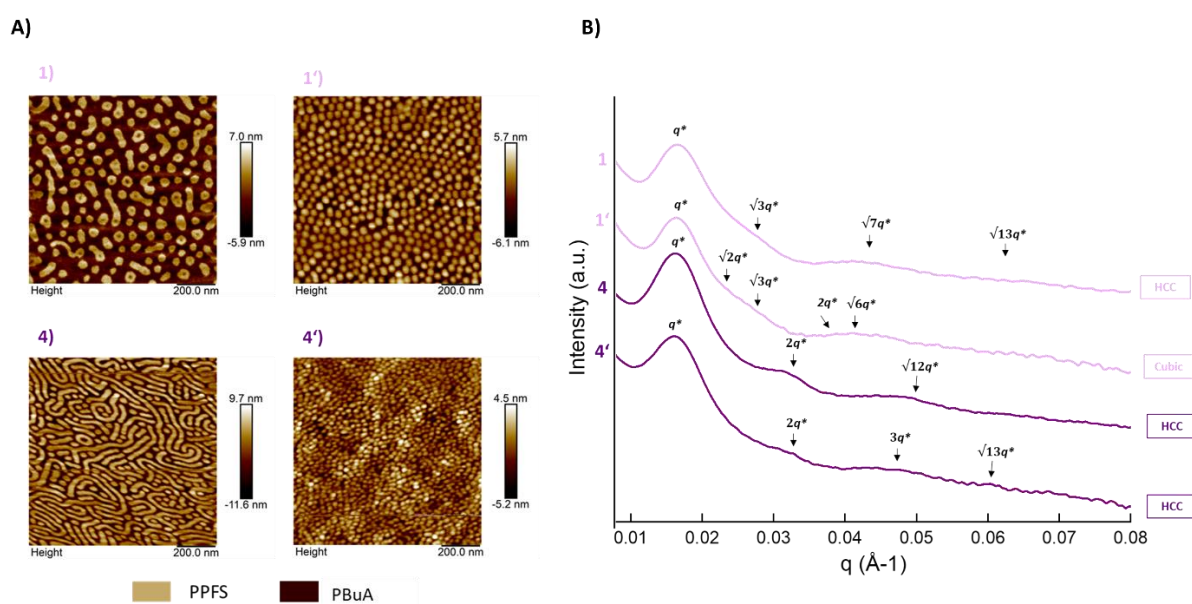 A)
B)
1)
1')
7.0 nm
-5.9 nm
Height
200.0 nm
5.7 nm
-6.1 nm
Height
200.0 nm
4)
4')
9.7 nm
-11.6 nm
Height
200.0 nm
4.5 nm
-5.2 nm
Height
200.0 nm
PPFS
PBuA
Intensity (a.u.)
1
q*
√3q*
√7q*
√13q*
HCC
1'
q*
√2q*
√3q*
2q*
√6q*
Cubic
4
q*
2q*
√12q*
HCC
4'
q*
2q*
3q*
√13q*
HCC
0.01 0.02 0.03 0.04 0.05 0.06 0.07 0.08
q (Å-1)